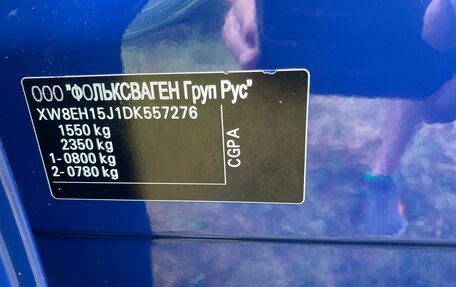 ООО "ФОЛЬКСВАГЕН Груп Рус"
XW8EH15J1DK557276
1550 kg
2350 kg
1- 0800 kg
2- 0780 kg
CGPA